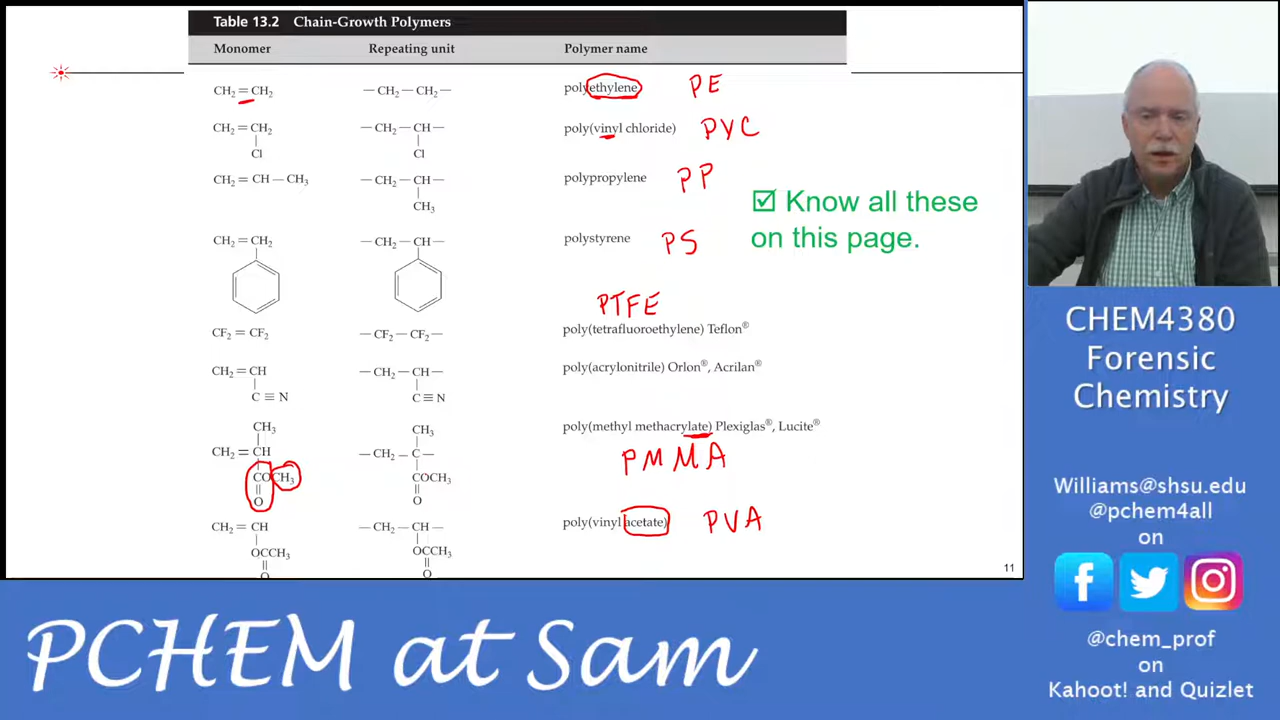 Table 13.2 Chain-Growth Polymers
Monomer Repeating unit Polymer name
CH₂=CH₂ —CH₂—CH₂— polyethylene PE
CH₂=CH₂ —CH₂—CH— poly(vinyl chloride) PVC
Cl Cl
CH₂=CH—CH₃ —CH₂—CH— polypropylene PP
CH₃
☑ Know all these
on this page.
CH₂=CH₂ —CH₂—CH— polystyrene PS
PTFE
CF₂=CF₂ —CF₂—CF₂— poly(tetrafluoroethylene) Teflon®
CH₂=CH —CH₂—CH— poly(acrylonitrile) Orlon®, Acrilan®
C≡N C≡N
CH₃ CH₃ poly(methyl methacrylate) Plexiglas®, Lucite®
CH₂=CH —CH₂—C— PMMA
COCH₃ COCH₃
O O
CH₂=CH —CH₂—CH— poly(vinyl acetate) PVA
OCCH₃ OCCH₃
O O
11
CHEM4380
Forensic
Chemistry
Williams@shsu.edu
@pchem4all
on
f
@chem_prof
on
Kahoot! and Quizlet
PCHEM at Sam